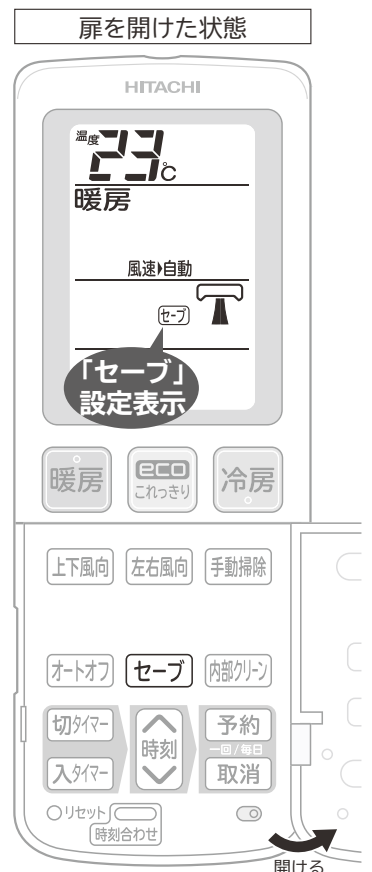 扉を開けた状態
HITACHI
温度
23℃
暖房
風速▶自動
セーブ
「セーブ」
設定表示
暖房
eco
これっきり
冷房
上下風向
左右風向
手動掃除
オートオフ
セーブ
内部クリーン
切タイマー
時刻
予約
一回/毎日
入タイマー
取消
リセット
時刻合わせ
開ける